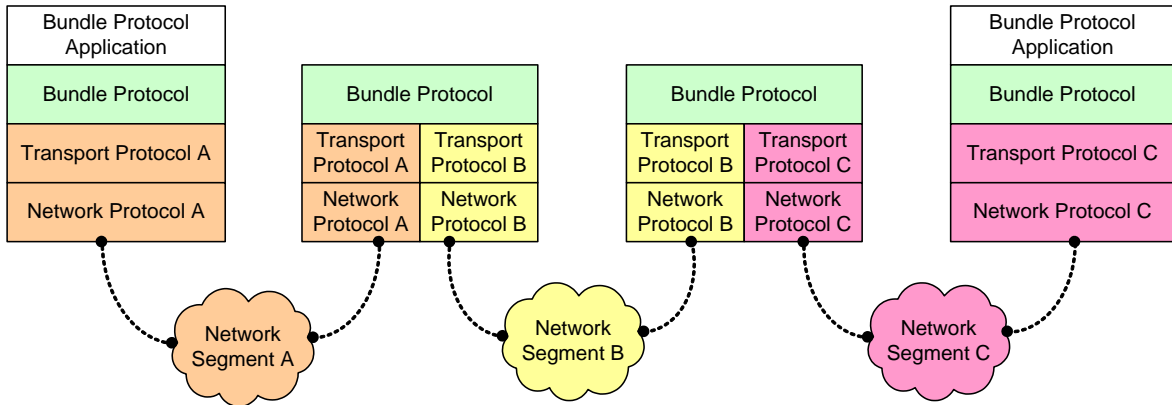 Bundle Protocol
Application
Bundle Protocol
Transport Protocol A
Network Protocol A
Bundle Protocol
Transport
Protocol A
Transport
Protocol B
Network
Protocol A
Network
Protocol B
Bundle Protocol
Transport
Protocol B
Transport
Protocol C
Network
Protocol B
Network
Protocol C
Bundle Protocol
Application
Bundle Protocol
Transport Protocol C
Network Protocol C
Network
Segment A
Network
Segment B
Network
Segment C